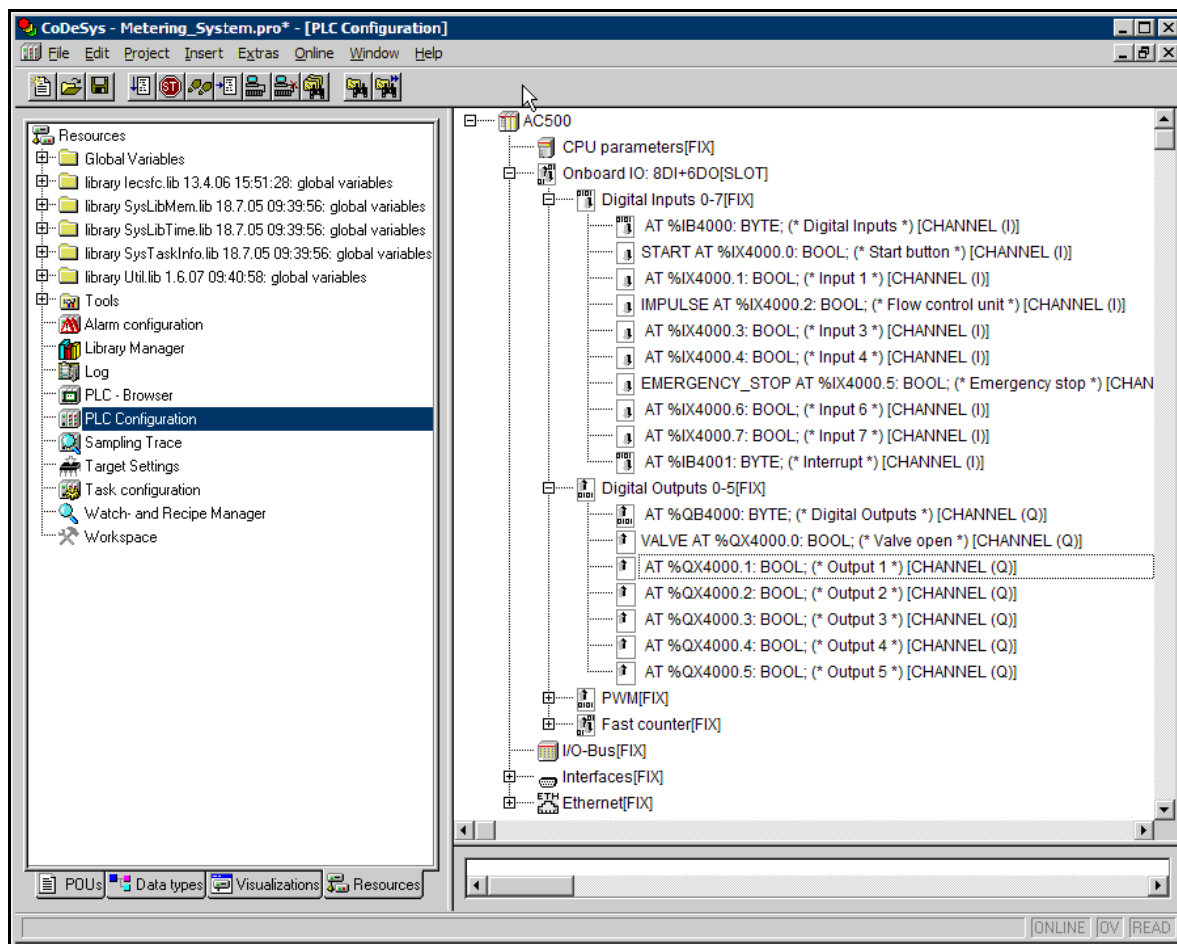 CoDeSys - Metering_System.pro* - [PLC Configuration]
File Edit Project Insert Extras Online Window Help
ST
Resources
Global Variables
library Iecsfc.lib 13.4.06 15:51:28: global variables
library SysLibMem.lib 18.7.05 09:39:56: global variables
library SysLibTime.lib 18.7.05 09:39:56: global variables
library SysTaskInfo.lib 18.7.05 09:39:56: global variables
library Util.lib 1.6.07 09:40:58: global variables
Tools
Alarm configuration
Library Manager
Log
PLC - Browser
PLC Configuration
Sampling Trace
Target Settings
Task configuration
Watch- and Recipe Manager
Workspace
POUs Data types Visualizations Resources
AC500
CPU parameters[FIX]
Onboard IO: 8DI+6DO[SLOT]
Digital Inputs 0-7[FIX]
AT %IB4000: BYTE; (* Digital Inputs *) [CHANNEL (I)]
START AT %IX4000.0: BOOL; (* Start button *) [CHANNEL (I)]
AT %IX4000.1: BOOL; (* Input 1 *) [CHANNEL (I)]
IMPULSE AT %IX4000.2: BOOL; (* Flow control unit *) [CHANNEL (I)]
AT %IX4000.3: BOOL; (* Input 3 *) [CHANNEL (I)]
AT %IX4000.4: BOOL; (* Input 4 *) [CHANNEL (I)]
EMERGENCY_STOP AT %IX4000.5: BOOL; (* Emergency stop *) [CHAN
AT %IX4000.6: BOOL; (* Input 6 *) [CHANNEL (I)]
AT %IX4000.7: BOOL; (* Input 7 *) [CHANNEL (I)]
AT %IB4001: BYTE; (* Interrupt *) [CHANNEL (I)]
Digital Outputs 0-5[FIX]
AT %QB4000: BYTE; (* Digital Outputs *) [CHANNEL (Q)]
VALVE AT %QX4000.0: BOOL; (* Valve open *) [CHANNEL (Q)]
AT %QX4000.1: BOOL; (* Output 1 *) [CHANNEL (Q)]
AT %QX4000.2: BOOL; (* Output 2 *) [CHANNEL (Q)]
AT %QX4000.3: BOOL; (* Output 3 *) [CHANNEL (Q)]
AT %QX4000.4: BOOL; (* Output 4 *) [CHANNEL (Q)]
AT %QX4000.5: BOOL; (* Output 5 *) [CHANNEL (Q)]
PWM[FIX]
Fast counter[FIX]
I/O-Bus[FIX]
Interfaces[FIX]
ETH Ethernet[FIX]
ONLINE OV READ